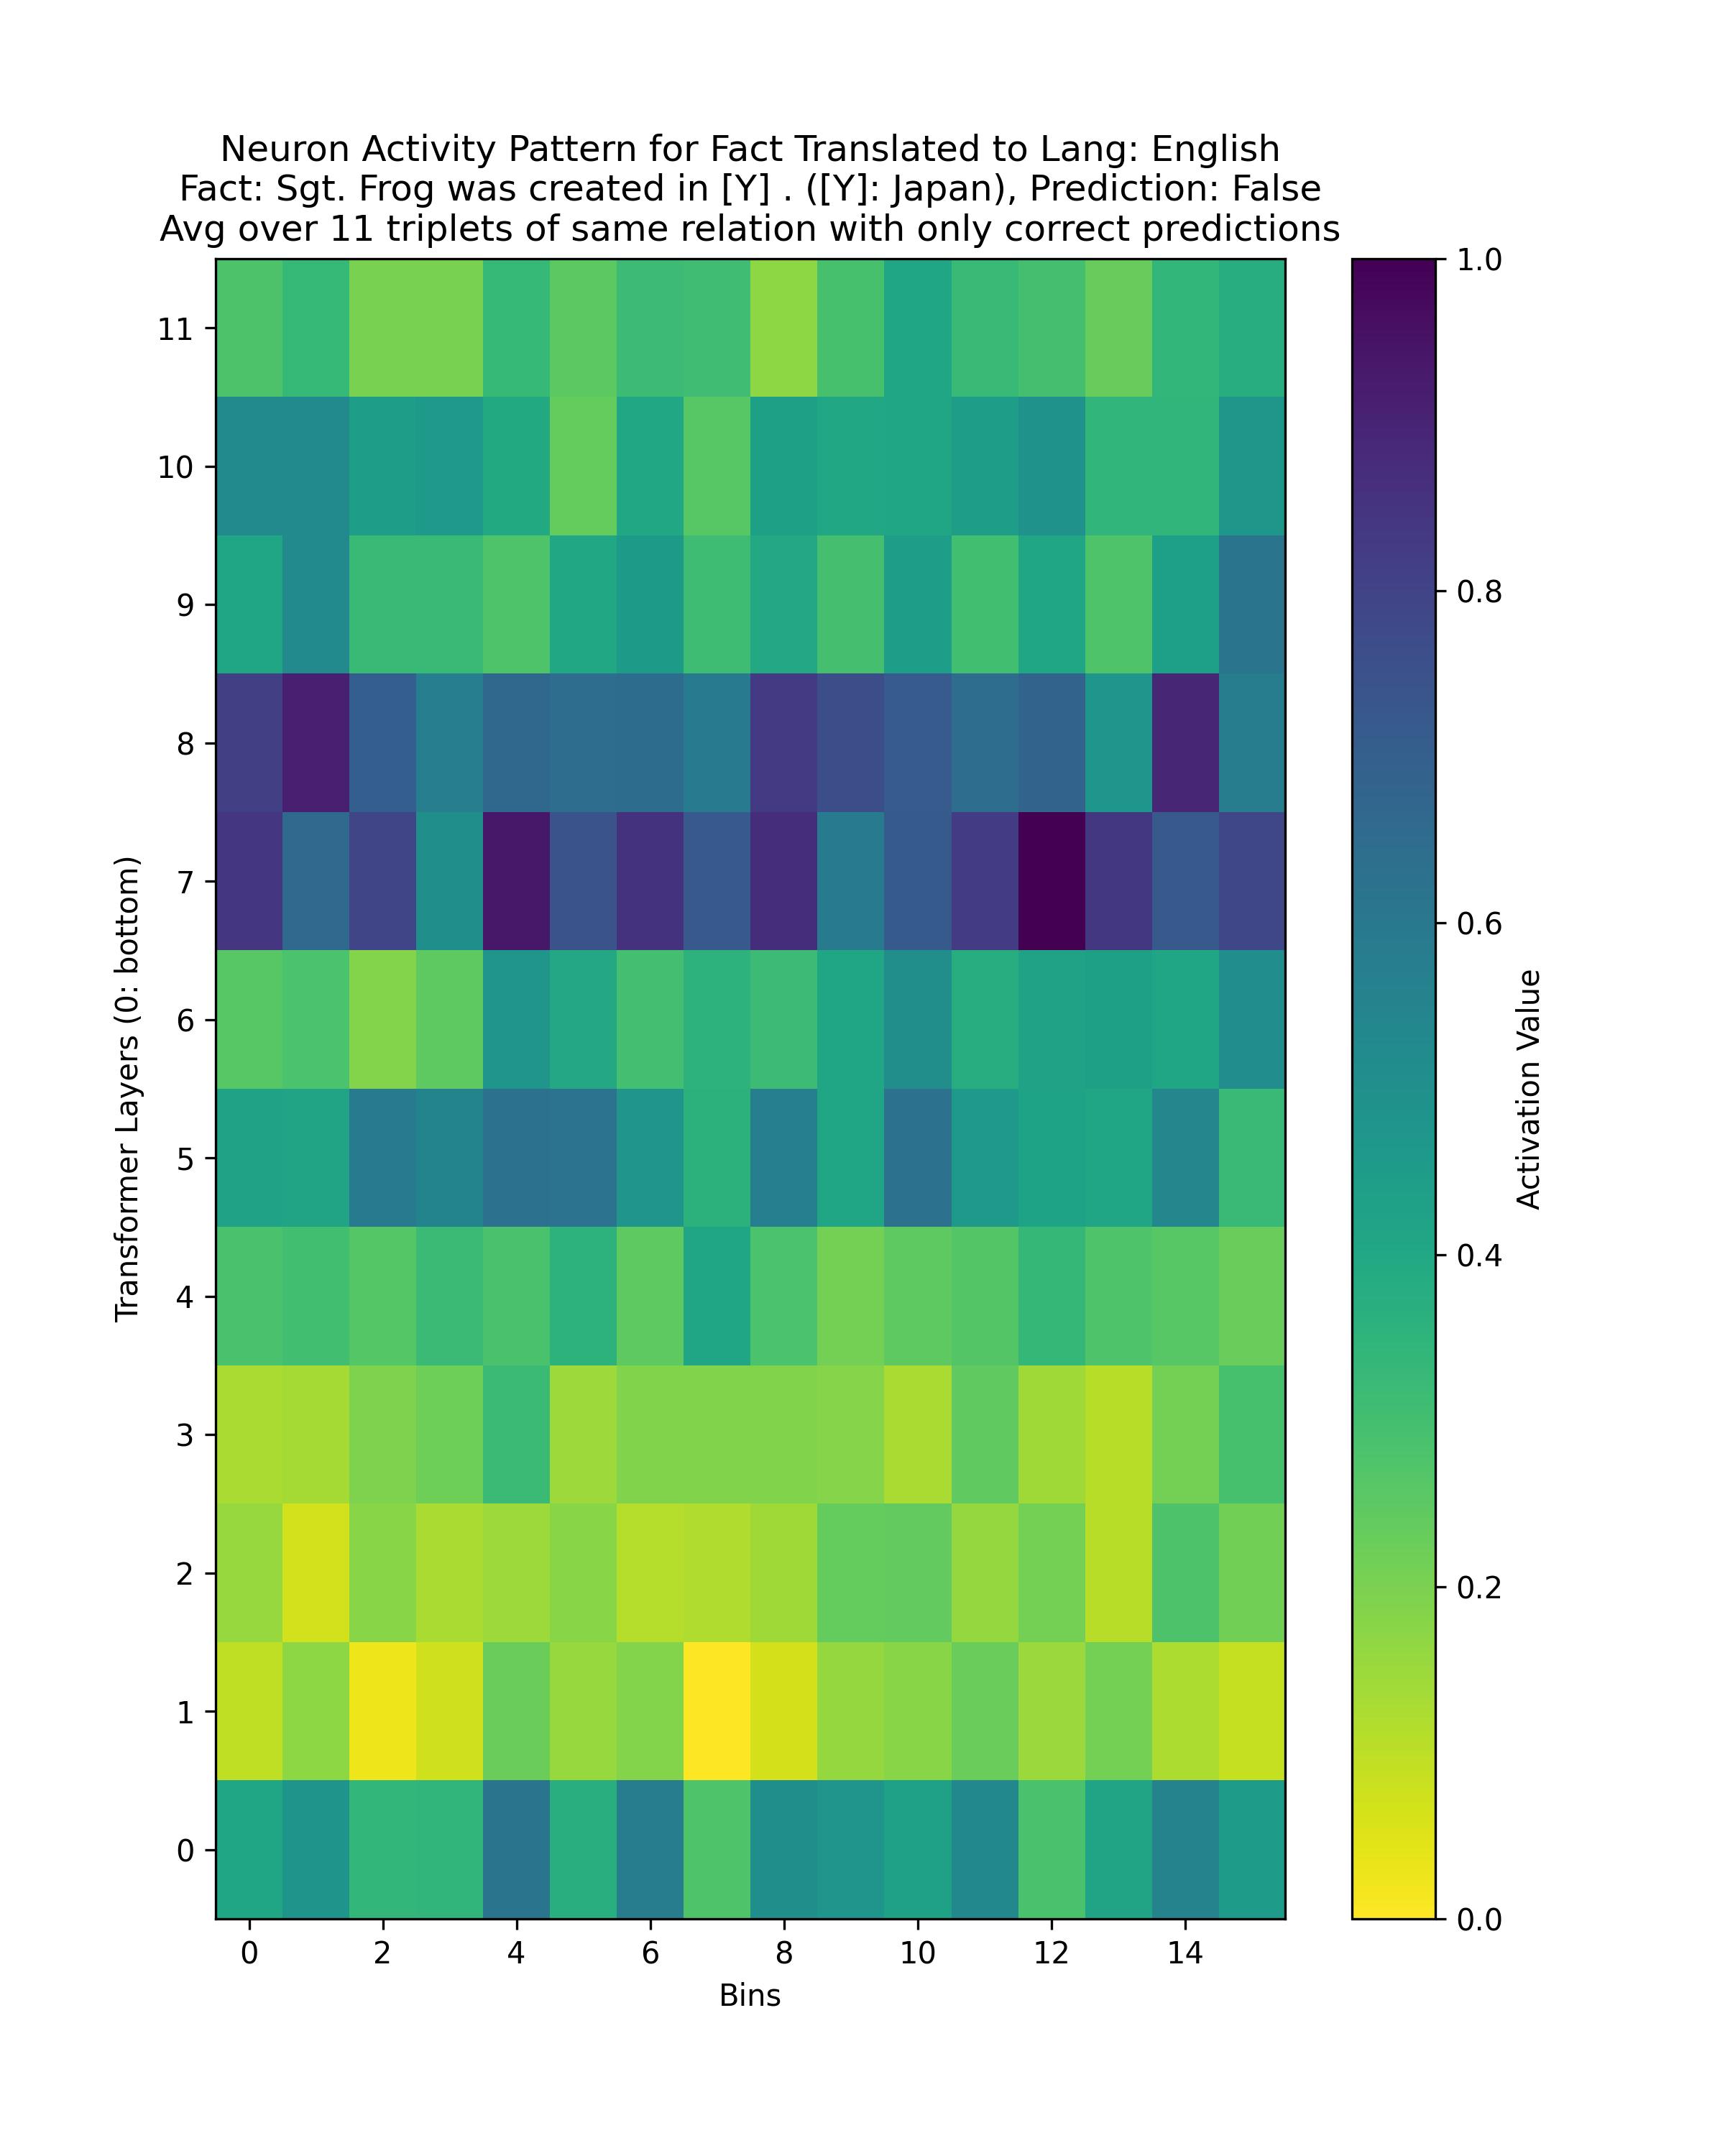 Neuron Activity Pattern for Fact Translated to Lang: English
Fact: Sgt. Frog was created in [Y] . ([Y]: Japan), Prediction: False
Avg over 11 triplets of same relation with only correct predictions
11
10
9
8
7
6
5
4
3
2
1
0
Transformer Layers (0: bottom)
0 2 4 6 8 10 12 14
Bins
1.0
0.8
0.6
0.4
0.2
0.0
Activation Value